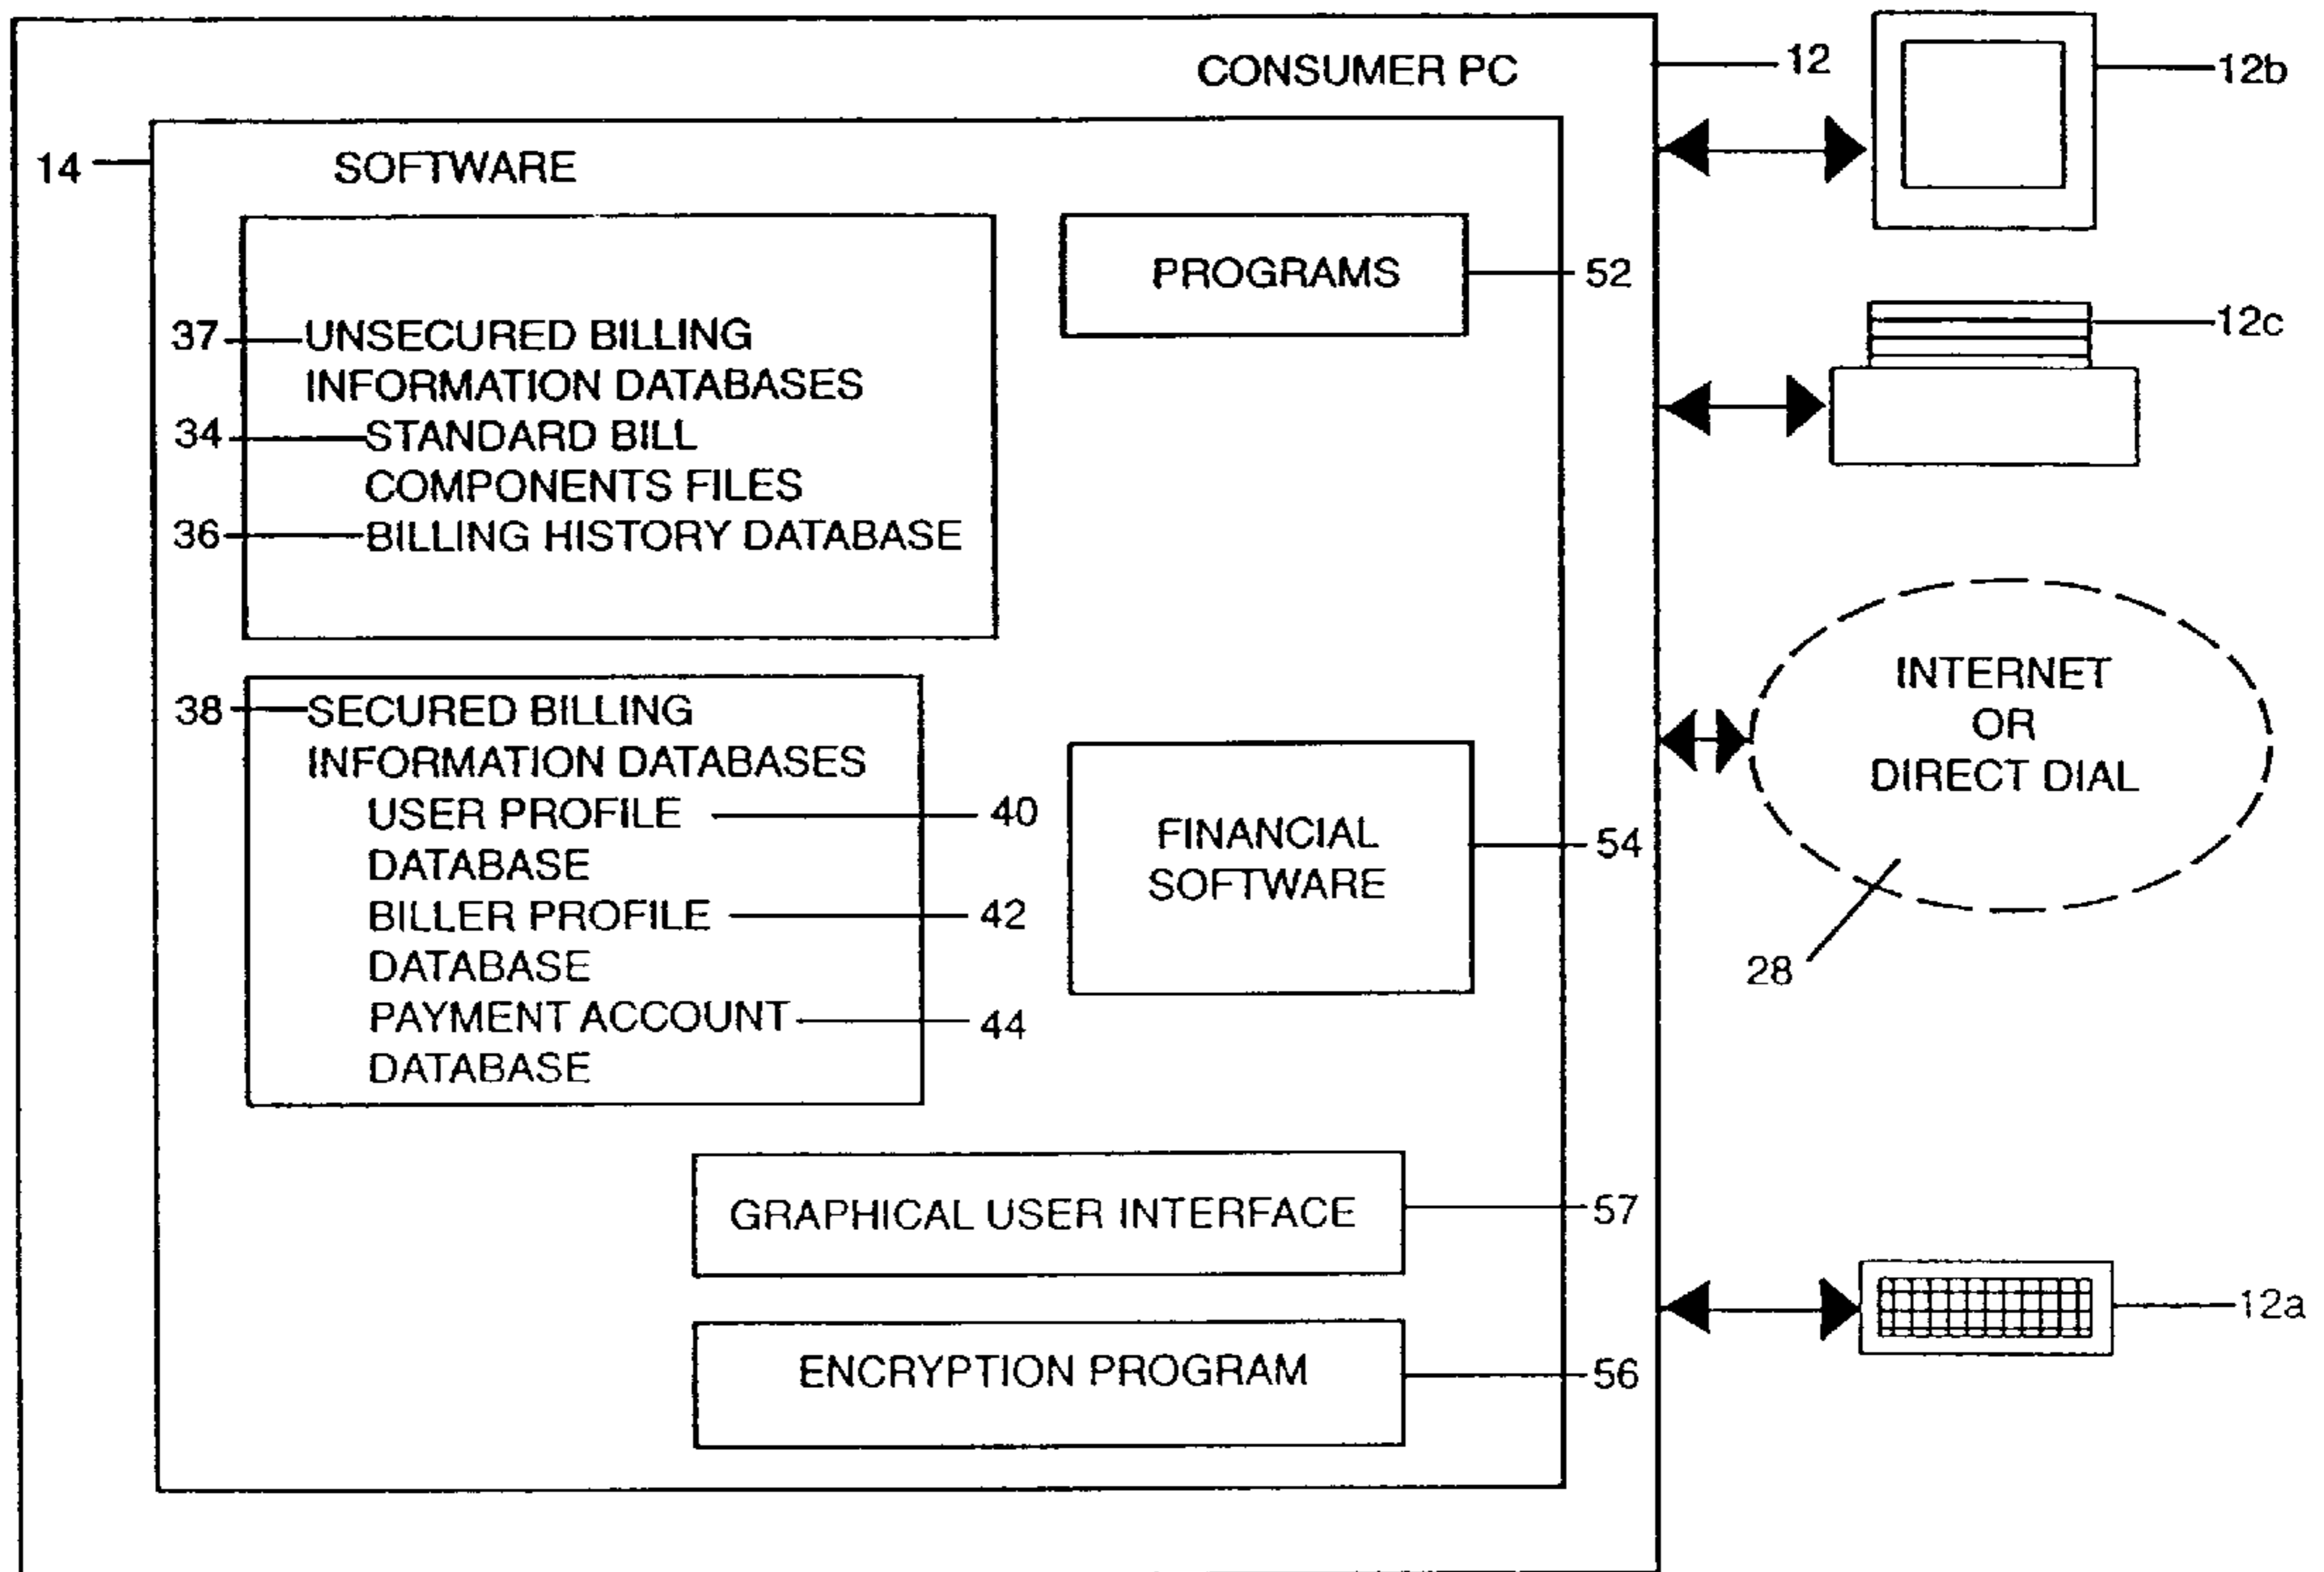 CONSUMER PC
12
12b
14
SOFTWARE
PROGRAMS
52
12c
37
UNSECURED BILLING
INFORMATION DATABASES
34
STANDARD BILL
COMPONENTS FILES
36
BILLING HISTORY DATABASE
INTERNET
OR
DIRECT DIAL
28
38
SECURED BILLING
INFORMATION DATABASES
USER PROFILE
40
DATABASE
BILLER PROFILE
42
DATABASE
PAYMENT ACCOUNT
44
DATABASE
FINANCIAL
SOFTWARE
54
GRAPHICAL USER INTERFACE
57
12a
ENCRYPTION PROGRAM
56